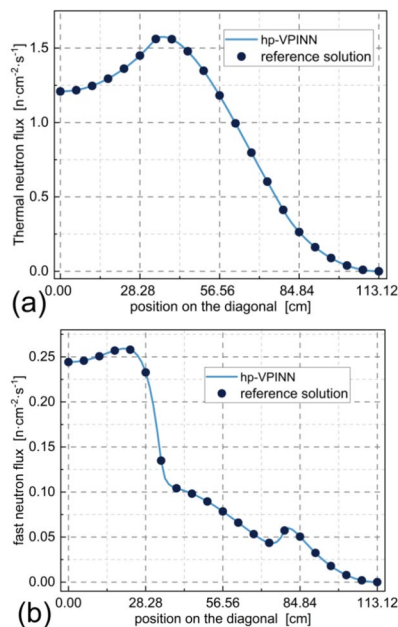 1.5
1.0
0.5
0.0
Thermal neutron flux [n·cm⁻²·s⁻¹]
hp-VPINN
reference solution
0.00 28.28 56.56 84.84 113.12
position on the diagonal [cm]
(a)
0.25
0.20
0.15
0.10
0.05
0.00
fast neutron flux [n·cm⁻²·s⁻¹]
hp-VPINN
reference solution
0.00 28.28 56.56 84.84 113.12
position on the diagonal [cm]
(b)